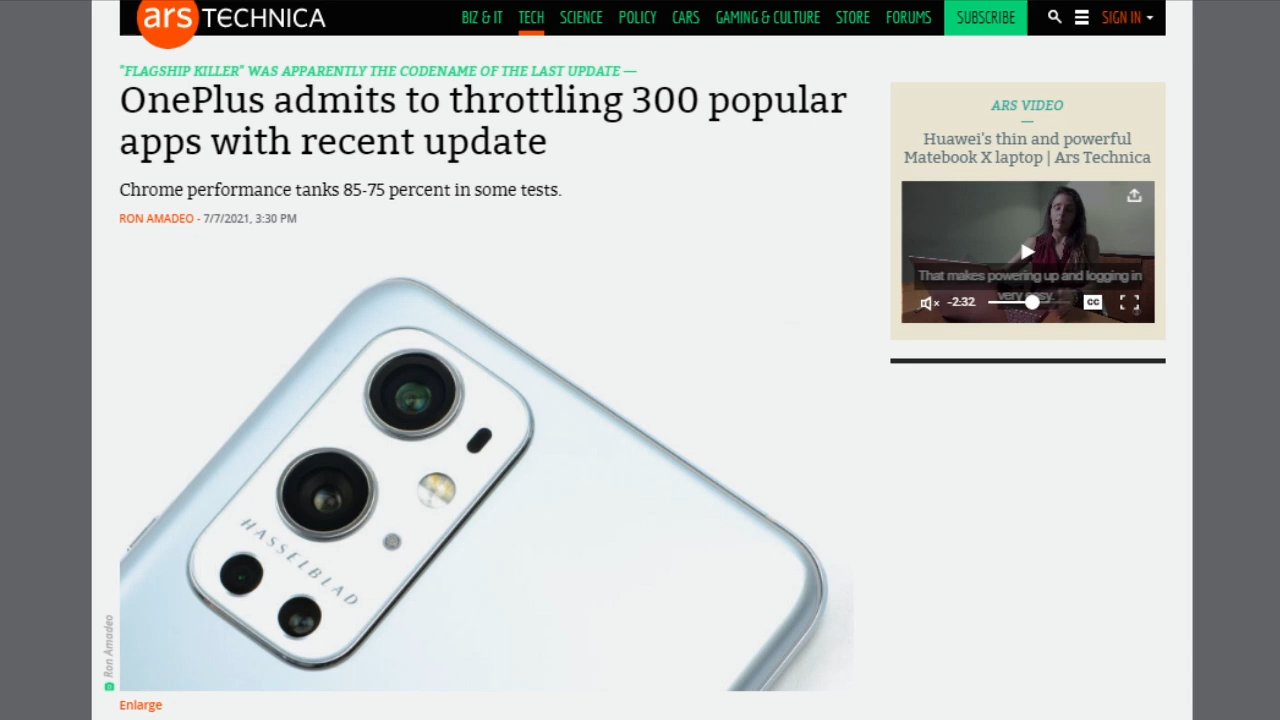 ars TECHNICA
BIZ & IT TECH SCIENCE POLICY CARS GAMING & CULTURE STORE FORUMS SUBSCRIBE SIGN IN
"FLAGSHIP KILLER" WAS APPARENTLY THE CODENAME OF THE LAST UPDATE —
OnePlus admits to throttling 300 popular
apps with recent update
Chrome performance tanks 85-75 percent in some tests.
RON AMADEO - 7/7/2021, 3:30 PM
HASSELBLAD
Ron Amadeo
Enlarge
ARS VIDEO
Huawei's thin and powerful
Matebook X laptop | Ars Technica
That makes powering up and logging in
very easy.
-2:32 CC